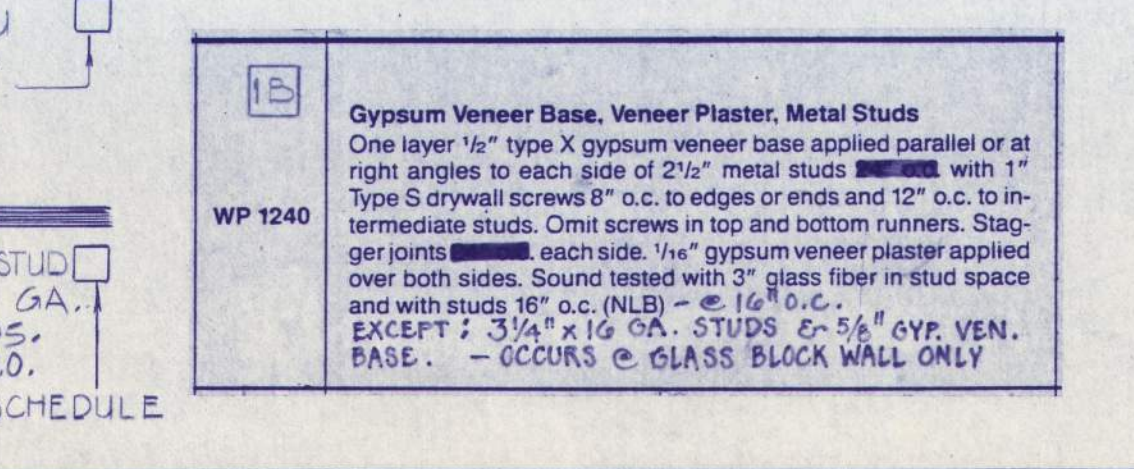 1B
Gypsum Veneer Base, Veneer Plaster, Metal Studs
One layer 1/2" type X gypsum veneer base applied parallel or at
right angles to each side of 2 1/2" metal studs with 1"
Type S drywall screws 8" o.c. to edges or ends and 12" o.c. to in-
WP 1240
termediate studs. Omit screws in top and bottom runners. Stag-
ger joints each side. 1/16" gypsum veneer plaster applied
over both sides. Sound tested with 3" glass fiber in stud space
and with studs 16" o.c. (NLB) – @ 16" O.C.
EXCEPT : 3 1/4" x 16 GA. STUDS & 5/8" GYP. VEN.
BASE. – OCCURS @ GLASS BLOCK WALL ONLY
STUD
GA.
SCHEDULE